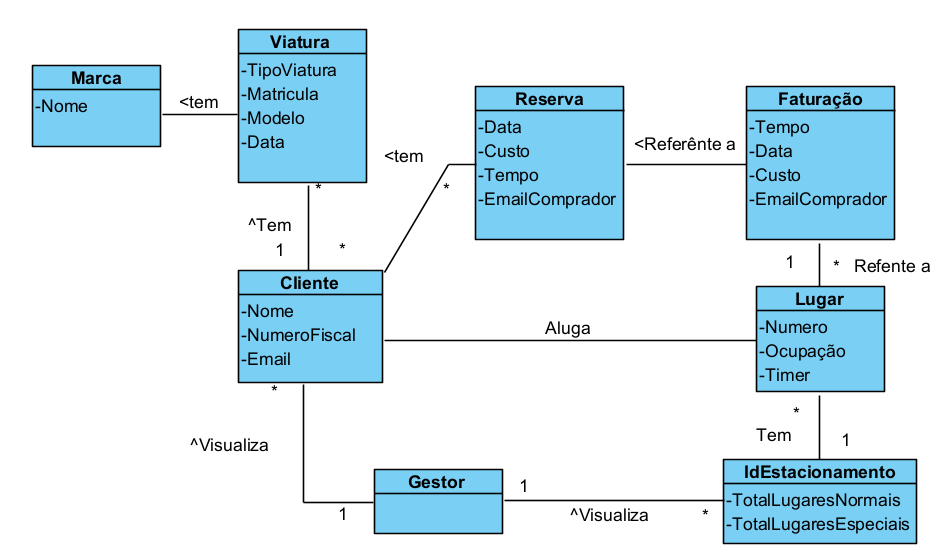 Marca
-Nome
<tem
Viatura
-TipoViatura
-Matricula
-Modelo
-Data
*
^Tem
1
<tem
*
*
Reserva
-Data
-Custo
-Tempo
-EmailComprador
<Referênte a
Faturação
-Tempo
-Data
-Custo
-EmailComprador
1
*
Refente a
Cliente
-Nome
-NumeroFiscal
-Email
*
Aluga
Lugar
-Numero
-Ocupação
-Timer
*
Tem
1
^Visualiza
1
Gestor
1
^Visualiza
*
IdEstacionamento
-TotalLugaresNormais
-TotalLugaresEspeciais